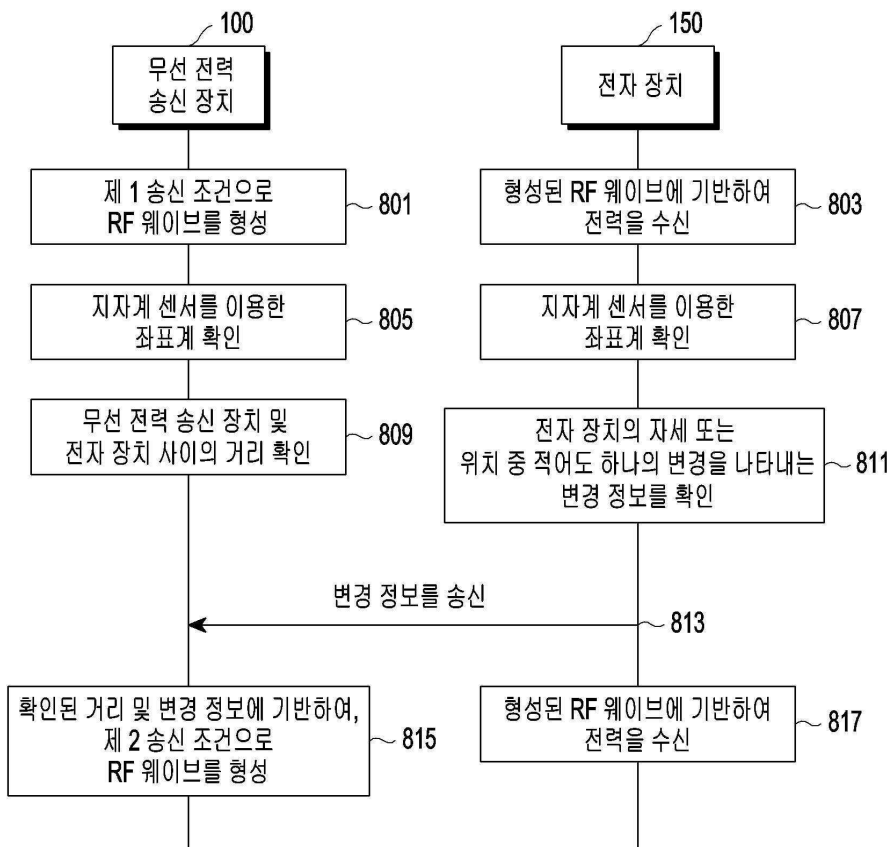 100
무선 전력
송신 장치
150
전자 장치
제 1 송신 조건으로
RF 웨이브를 형성
801
형성된 RF 웨이브에 기반하여
전력을 수신
803
지자계 센서를 이용한
좌표계 확인
805
지자계 센서를 이용한
좌표계 확인
807
무선 전력 송신 장치 및
전자 장치 사이의 거리 확인
809
전자 장치의 자세 또는
위치 중 적어도 하나의 변경을 나타내는
변경 정보를 확인
811
변경 정보를 송신
813
확인된 거리 및 변경 정보에 기반하여,
제 2 송신 조건으로
RF 웨이브를 형성
815
형성된 RF 웨이브에 기반하여
전력을 수신
817